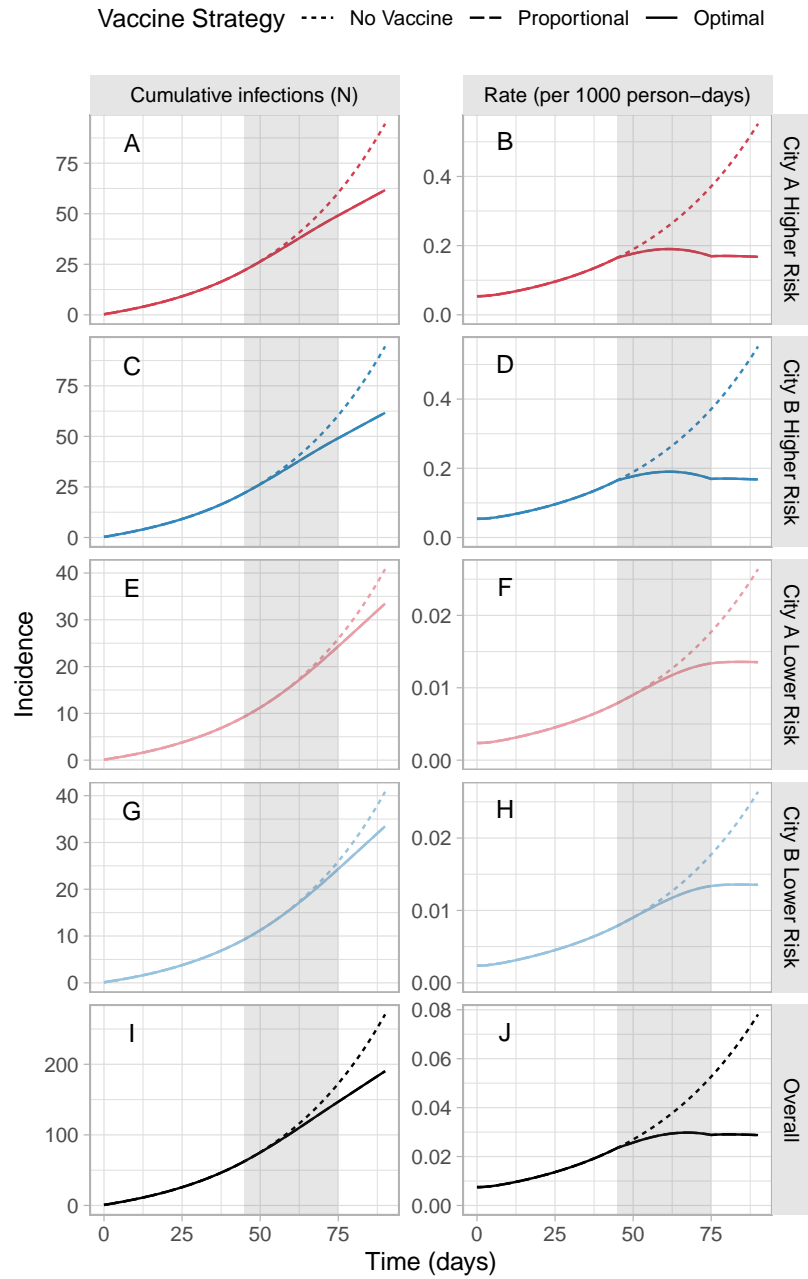 Vaccine Strategy No Vaccine Proportional Optimal
Cumulative infections (N) Rate (per 1000 person−days)
A
75
50
25
0
B
0.4
0.2
0.0
City A Higher Risk
C
75
50
25
0
D
0.4
0.2
0.0
City B Higher Risk
E
40
30
20
10
0
F
0.02
0.01
0.00
City A Lower Risk
G
40
30
20
10
0
H
0.02
0.01
0.00
City B Lower Risk
I
200
100
0
J
0.08
0.06
0.04
0.02
0.00
Overall
Incidence
0 25 50 75 0 25 50 75
Time (days)